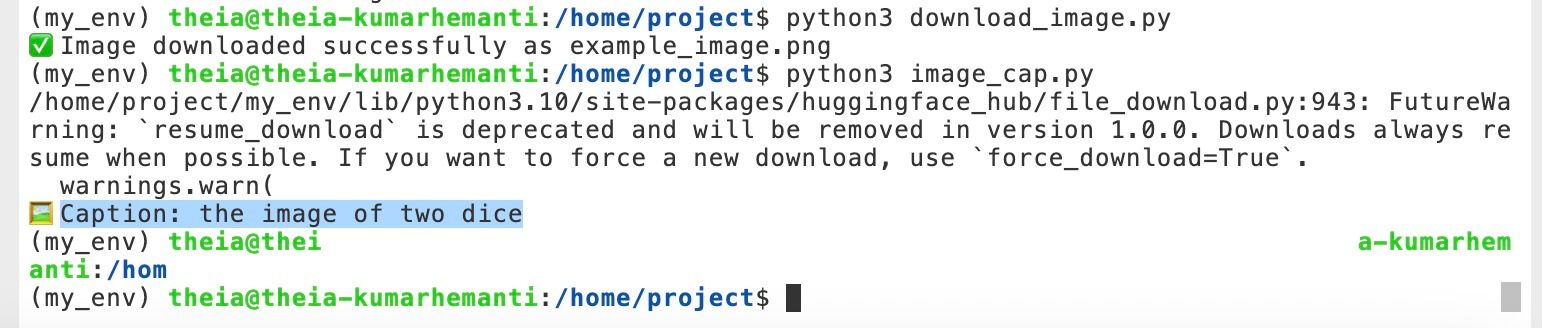 (my_env) theia@theia-kumarhemanti:/home/project$ python3 download_image.py
✅ Image downloaded successfully as example_image.png
(my_env) theia@theia-kumarhemanti:/home/project$ python3 image_cap.py
/home/project/my_env/lib/python3.10/site-packages/huggingface_hub/file_download.py:943: FutureWa
rning: `resume_download` is deprecated and will be removed in version 1.0.0. Downloads always re
sume when possible. If you want to force a new download, use `force_download=True`.
  warnings.warn(
🖼️ Caption: the image of two dice
(my_env) theia@thei a-kumarhem
anti:/hom
(my_env) theia@theia-kumarhemanti:/home/project$